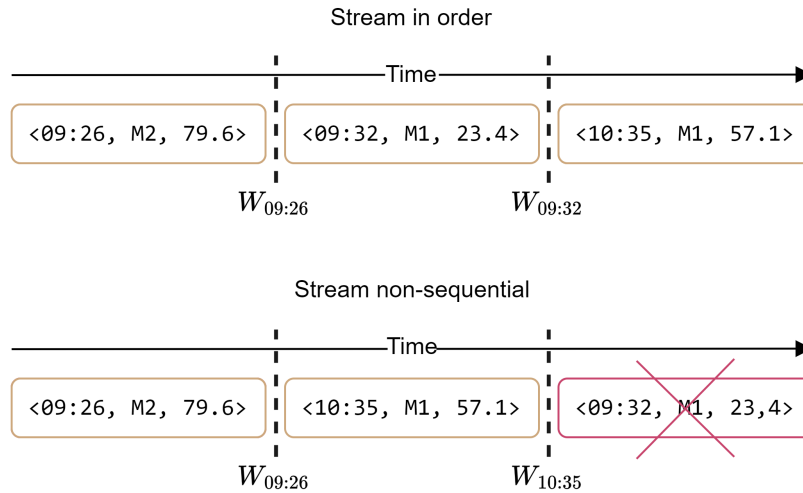 Stream in order
Time
<09:26, M2, 79.6> <09:32, M1, 23.4> <10:35, M1, 57.1>
W09:26 W09:32
Stream non-sequential
Time
<09:26, M2, 79.6> <10:35, M1, 57.1> <09:32, M1, 23,4>
W09:26 W10:35